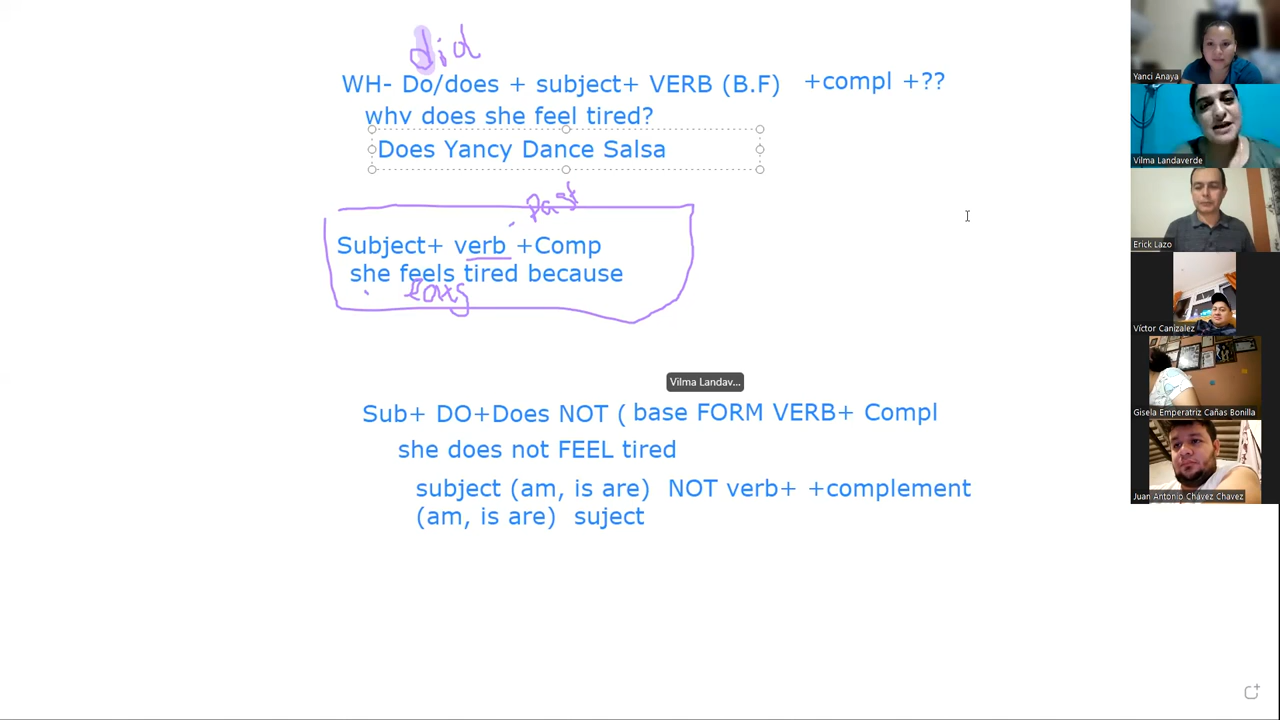 did
WH- Do/does + subject+ VERB (B.F) +compl +??
why does she feel tired?
Does Yancy Dance Salsa
Past
Subject+ verb +Comp
she feels tired because
Vilma Landav...
Sub+ DO+Does NOT ( base FORM VERB+ Compl
she does not FEEL tired
subject (am, is are) NOT verb+ +complement
(am, is are) suject
Yanci Anaya
Vilma Landaverde
Erick Lazo
Víctor Canizalez
Gisela Emperatriz Cañas Bonilla
Juan Antonio Chávez Chavez